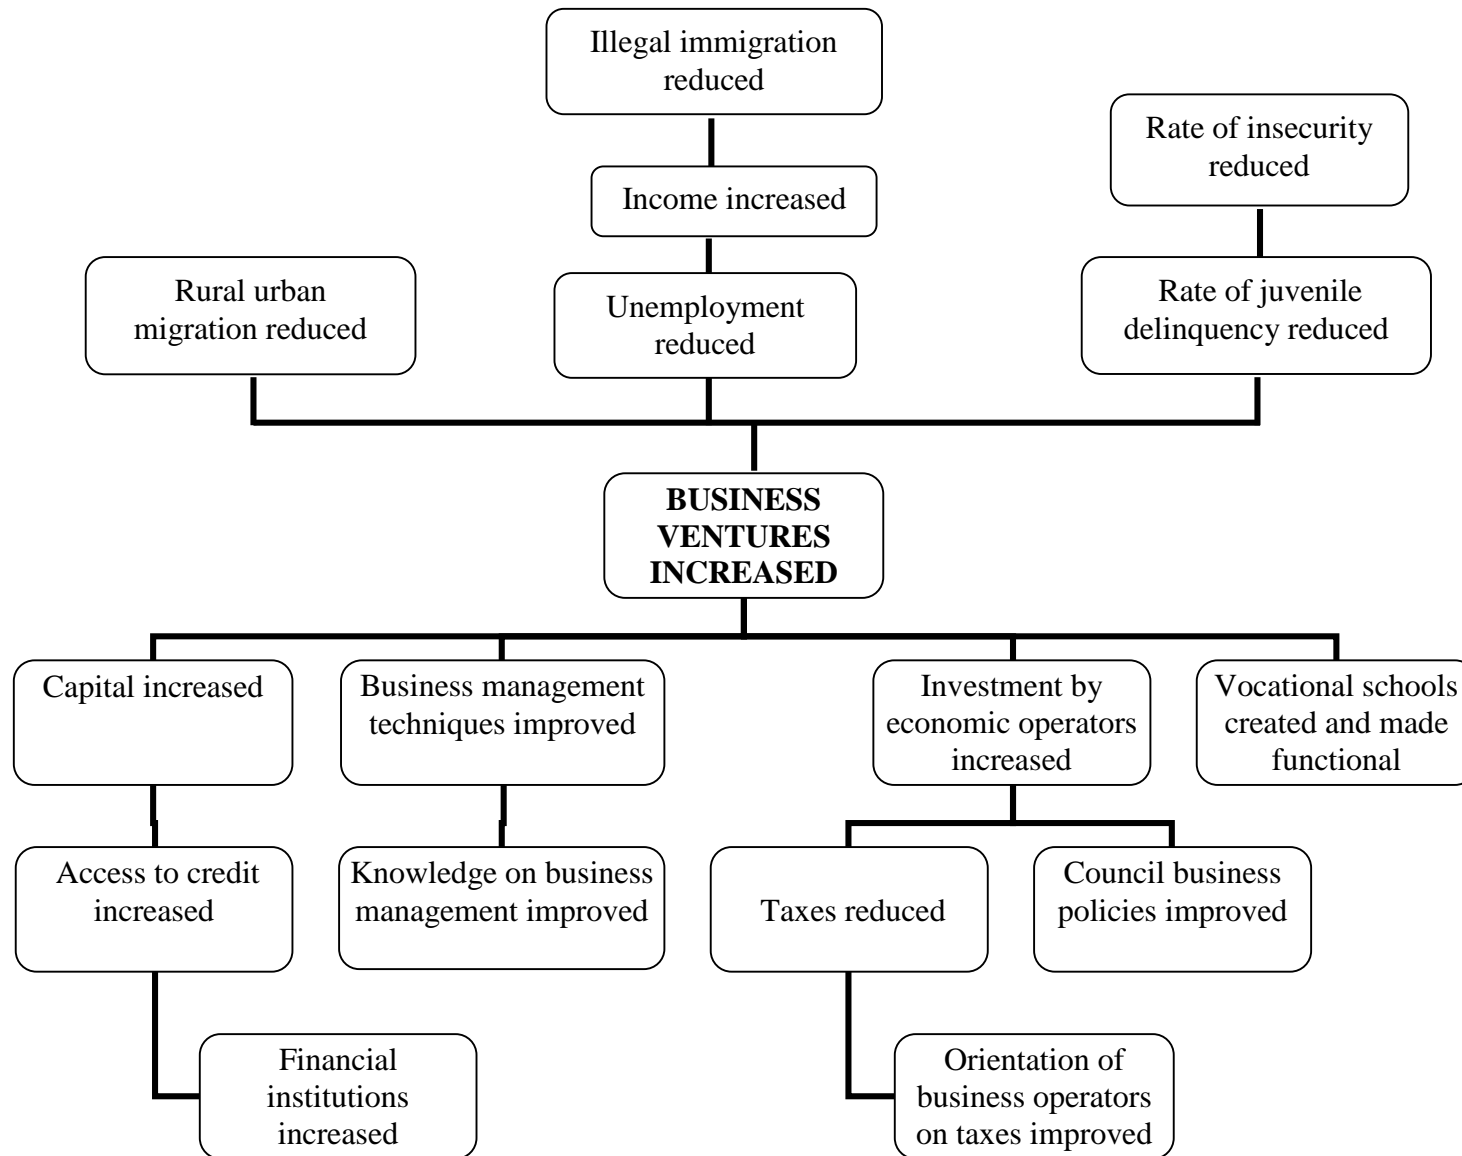 Illegal immigration
reduced
Rate of insecurity
reduced
Income increased
Rural urban
migration reduced
Unemployment
reduced
Rate of juvenile
delinquency reduced
BUSINESS
VENTURES
INCREASED
Capital increased
Business management
techniques improved
Investment by
economic operators
increased
Vocational schools
created and made
functional
Access to credit
increased
Knowledge on business
management improved
Taxes reduced
Council business
policies improved
Financial
institutions
increased
Orientation of
business operators
on taxes improved